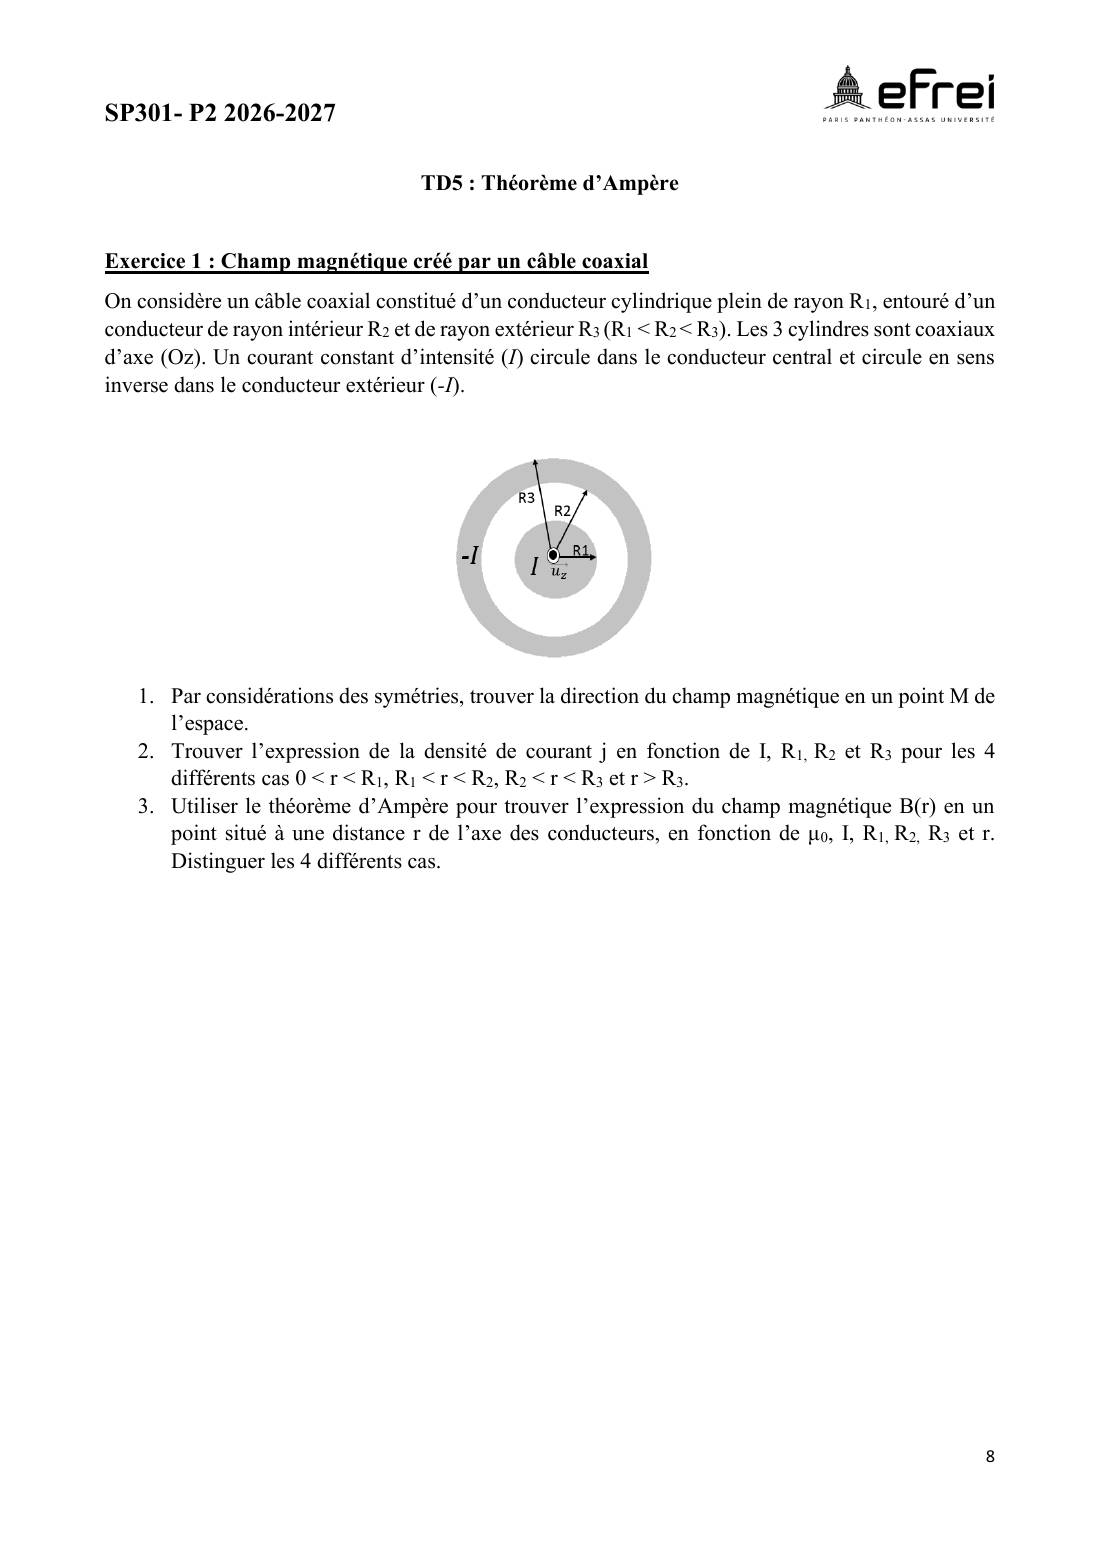 SP301- P2 2026-2027
efrei
PARIS PANTHÉON-ASSAS UNIVERSITÉ
TD5 : Théorème d’Ampère
Exercice 1 : Champ magnétique créé par un câble coaxial
On considère un câble coaxial constitué d’un conducteur cylindrique plein de rayon R1, entouré d’un
conducteur de rayon intérieur R2 et de rayon extérieur R3 (R1 < R2 < R3). Les 3 cylindres sont coaxiaux
d’axe (Oz). Un courant constant d’intensité (I) circule dans le conducteur central et circule en sens
inverse dans le conducteur extérieur (-I).
R3
R2
R1
-I
I
uz
1. Par considérations des symétries, trouver la direction du champ magnétique en un point M de
l’espace.
2. Trouver l’expression de la densité de courant j en fonction de I, R1, R2 et R3 pour les 4
différents cas 0 < r < R1, R1 < r < R2, R2 < r < R3 et r > R3.
3. Utiliser le théorème d’Ampère pour trouver l’expression du champ magnétique B(r) en un
point situé à une distance r de l’axe des conducteurs, en fonction de µ0, I, R1, R2, R3 et r.
Distinguer les 4 différents cas.
8